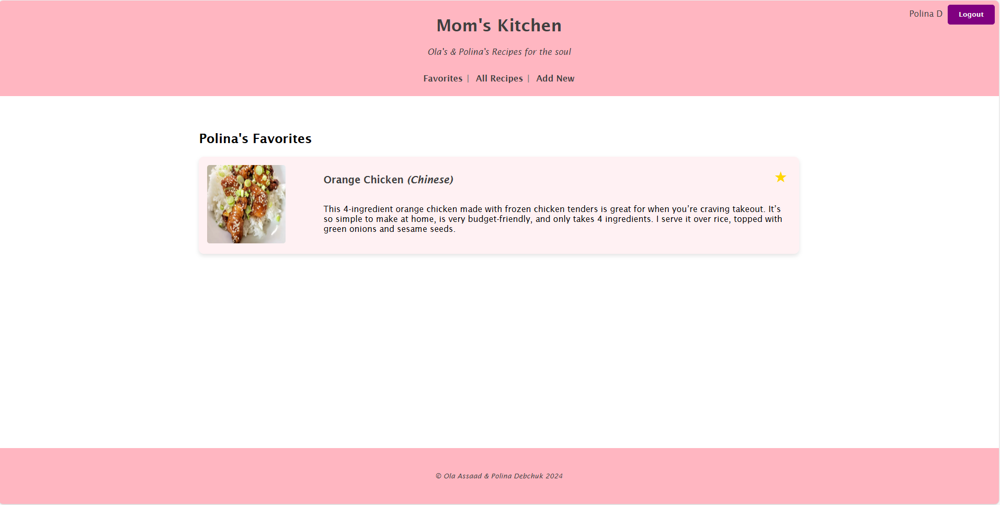 Polina D Logout
Mom's Kitchen
Ola's & Polina's Recipes for the soul
Favorites | All Recipes | Add New
Polina's Favorites
Orange Chicken (Chinese) ★
This 4-ingredient orange chicken made with frozen chicken tenders is great for when you’re craving takeout. It’s
so simple to make at home, is very budget-friendly, and only takes 4 ingredients. I serve it over rice, topped with
green onions and sesame seeds.
© Ola Assaad & Polina Debchuk 2024